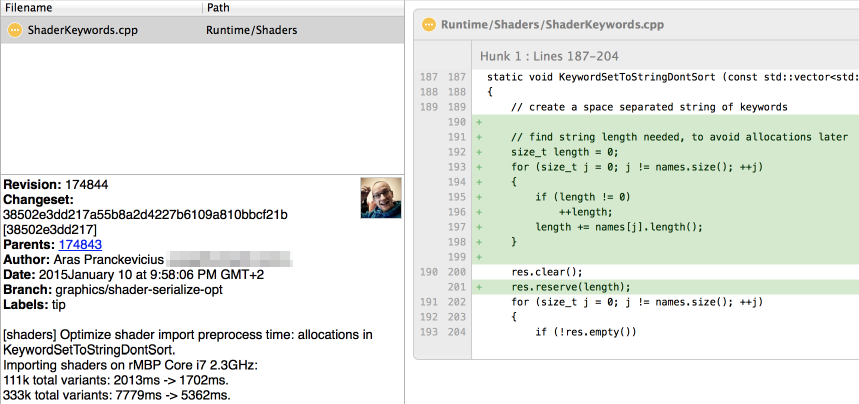 Filename Path
ShaderKeywords.cpp Runtime/Shaders
Revision: 174844
Changeset:
38502e3dd217a55b8a2d4227b6109a810bbcf21b
[38502e3dd217]
Parents: 174843
Author: Aras Pranckevicius
Date: 2015January 10 at 9:58:06 PM GMT+2
Branch: graphics/shader-serialize-opt
Labels: tip
[shaders] Optimize shader import preprocess time: allocations in
KeywordSetToStringDontSort.
Importing shaders on rMBP Core i7 2.3GHz:
111k total variants: 2013ms -> 1702ms.
333k total variants: 7779ms -> 5362ms.
Runtime/Shaders/ShaderKeywords.cpp
Hunk 1 : Lines 187-204
187 187 static void KeywordSetToStringDontSort (const std::vector<std:
188 188 {
189 189 // create a space separated string of keywords
190 +
191 + // find string length needed, to avoid allocations later
192 + size_t length = 0;
193 + for (size_t j = 0; j != names.size(); ++j)
194 + {
195 + if (length != 0)
196 + ++length;
197 + length += names[j].length();
198 + }
199 +
190 200 res.clear();
201 + res.reserve(length);
191 202 for (size_t j = 0; j != names.size(); ++j)
192 203 {
193 204 if (!res.empty())